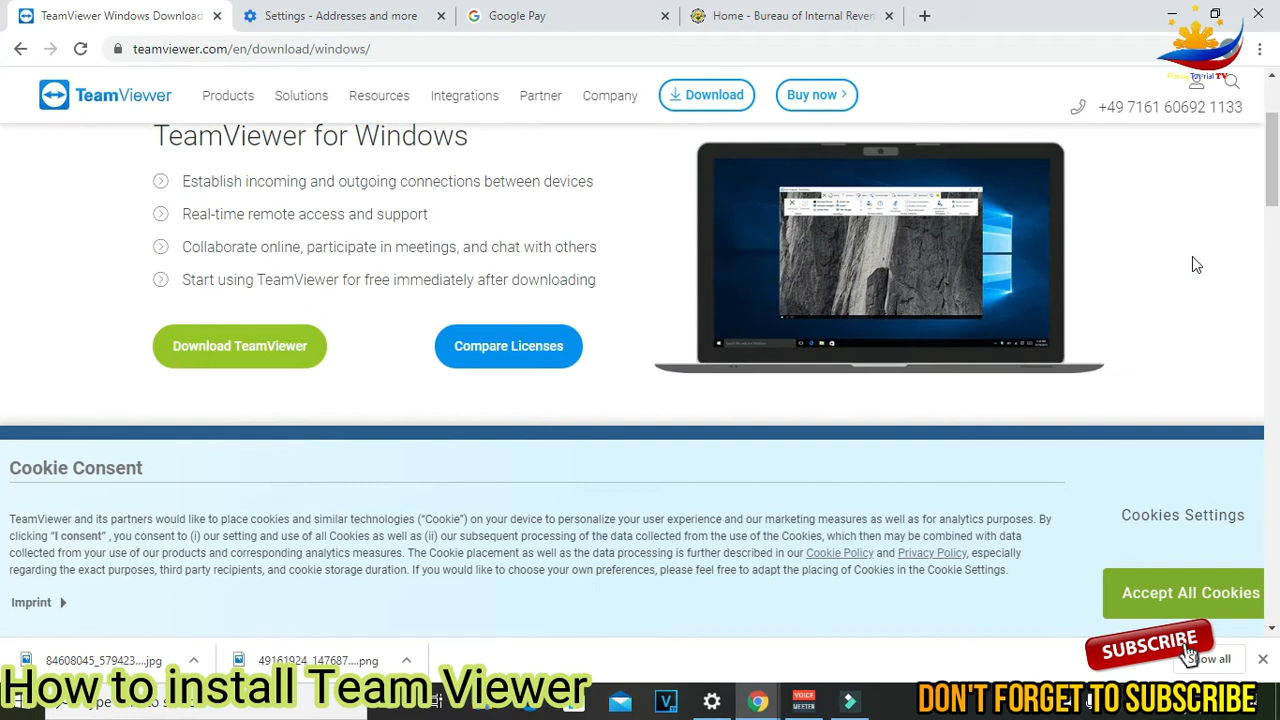 TeamViewer Windows Download
Settings - Addresses and more
Google Pay
Home - Bureau of Internal Reven
teamviewer.com/en/download/windows/
TeamViewer
Products
Solutions
Resources
Integrations
Partner
Company
Download
Buy now
+49 7161 60692 1133
TeamViewer for Windows
Establish incoming and outgoing connections between devices
Real-time remote access and support
Collaborate online, participate in meetings, and chat with others
Start using TeamViewer for free immediately after downloading
Download TeamViewer
Compare Licenses
Cookie Consent
TeamViewer and its partners would like to place cookies and similar technologies (“Cookie”) on your device to personalize your user experience and our marketing measures as well as for analytics purposes. By
clicking “I consent” , you consent to (i) our setting and use of all Cookies as well as (ii) our subsequent processing of the data collected from the use of the Cookies, which then may be combined with data
collected from your use of our products and corresponding analytics measures. The Cookie placement as well as the data processing is further described in our Cookie Policy and Privacy Policy, especially
regarding the exact purposes, third party recipients, and cookie storage duration. If you would like to choose your own preferences, please feel free to adapt the placing of Cookies in the Cookie Settings.
Imprint
Cookies Settings
Accept All Cookies
SUBSCRIBE
84608045_579423....jpg
49161924_147687....png
Show all
How to install Team Viewer
VOICE
MEETER
DON'T FORGET TO SUBSCRIBE